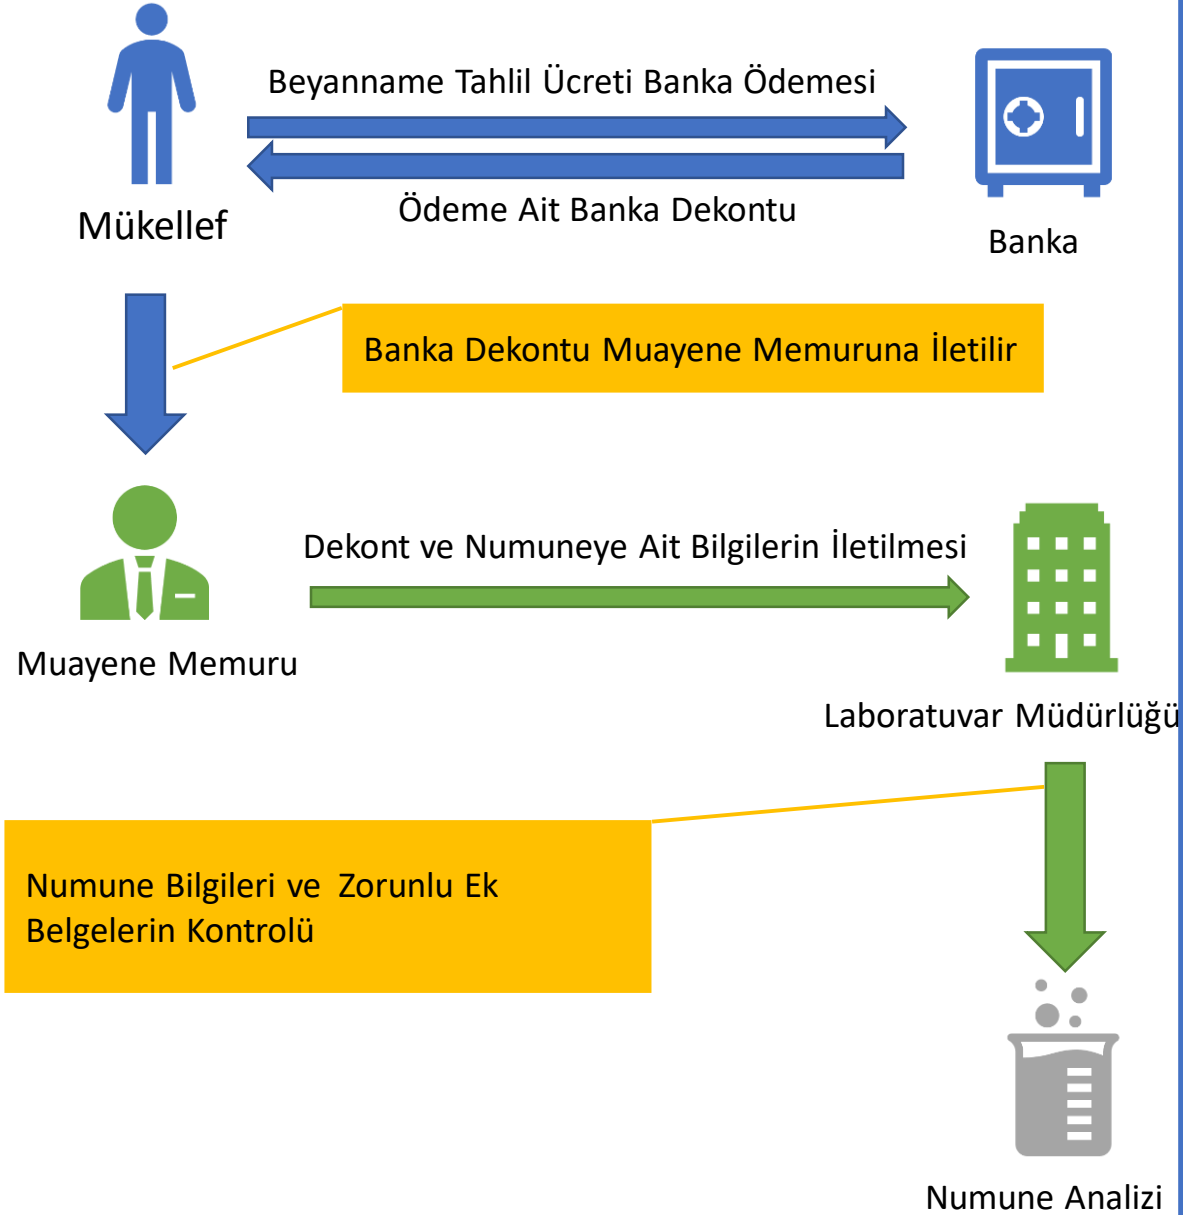 Beyanname Tahlil Ücreti Banka Ödemesi
Ödeme Ait Banka Dekontu
Mükellef
Banka
Banka Dekontu Muayene Memuruna İletilir
Dekont ve Numuneye Ait Bilgilerin İletilmesi
Muayene Memuru
Laboratuvar Müdürlüğü
Numune Bilgileri ve Zorunlu Ek
Belgelerin Kontrolü
Numune Analizi